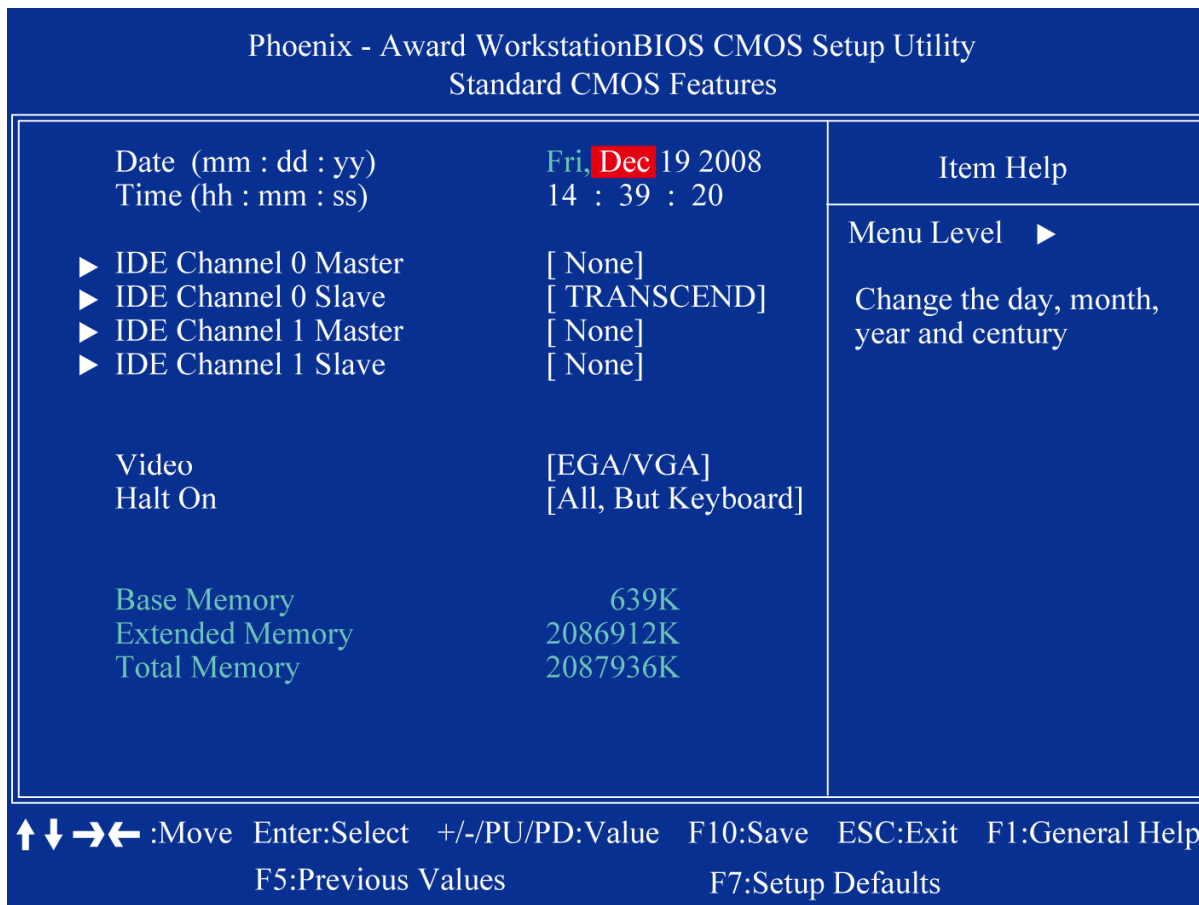 Phoenix - Award WorkstationBIOS CMOS Setup Utility
Standard CMOS Features
Date (mm : dd : yy) Fri, Dec 19 2008
Time (hh : mm : ss) 14 : 39 : 20
IDE Channel 0 Master [ None]
IDE Channel 0 Slave [ TRANSCEND]
IDE Channel 1 Master [ None]
IDE Channel 1 Slave [ None]
Video [EGA/VGA]
Halt On [All, But Keyboard]
Base Memory 639K
Extended Memory 2086912K
Total Memory 2087936K
Item Help
Menu Level ▶
Change the day, month,
year and century
↑↓→← :Move Enter:Select +/-/PU/PD:Value F10:Save ESC:Exit F1:General Help
F5:Previous Values F7:Setup Defaults